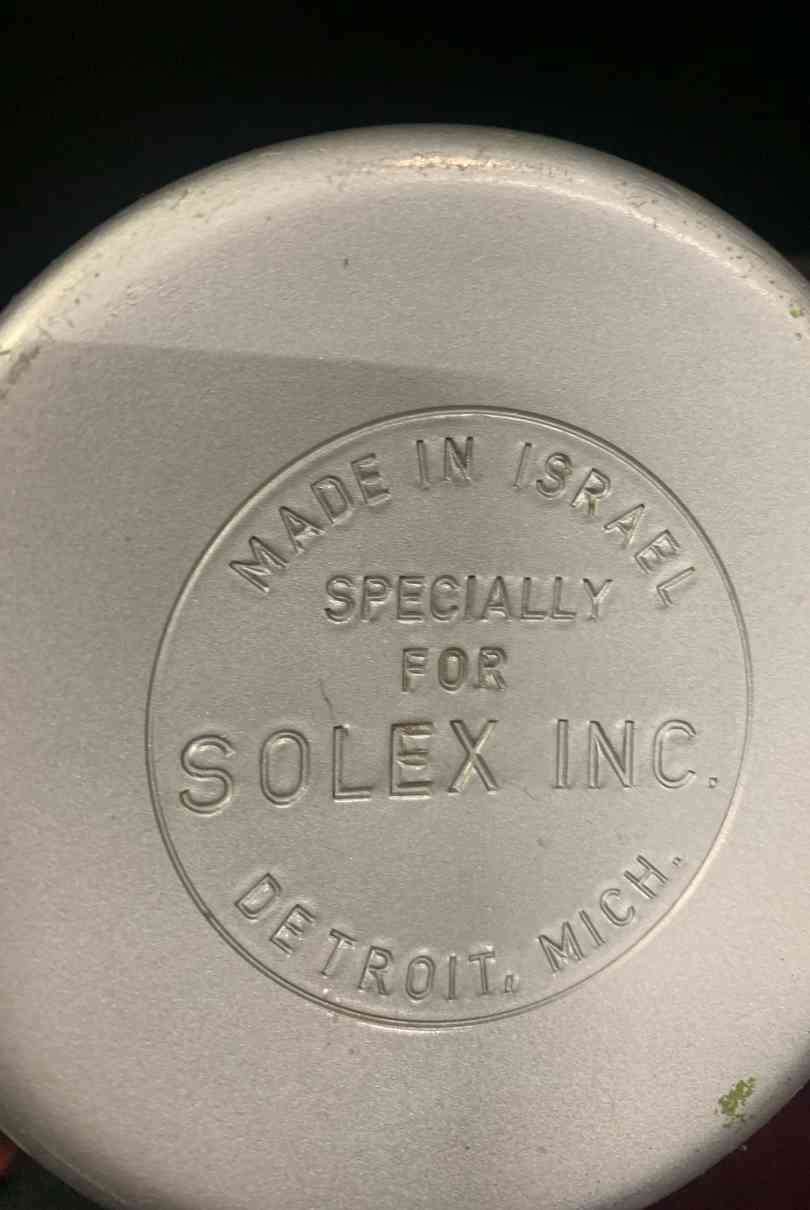 MADE IN ISRAEL
SPECIALLY
FOR
SOLEX INC.
DETROIT, MICH.